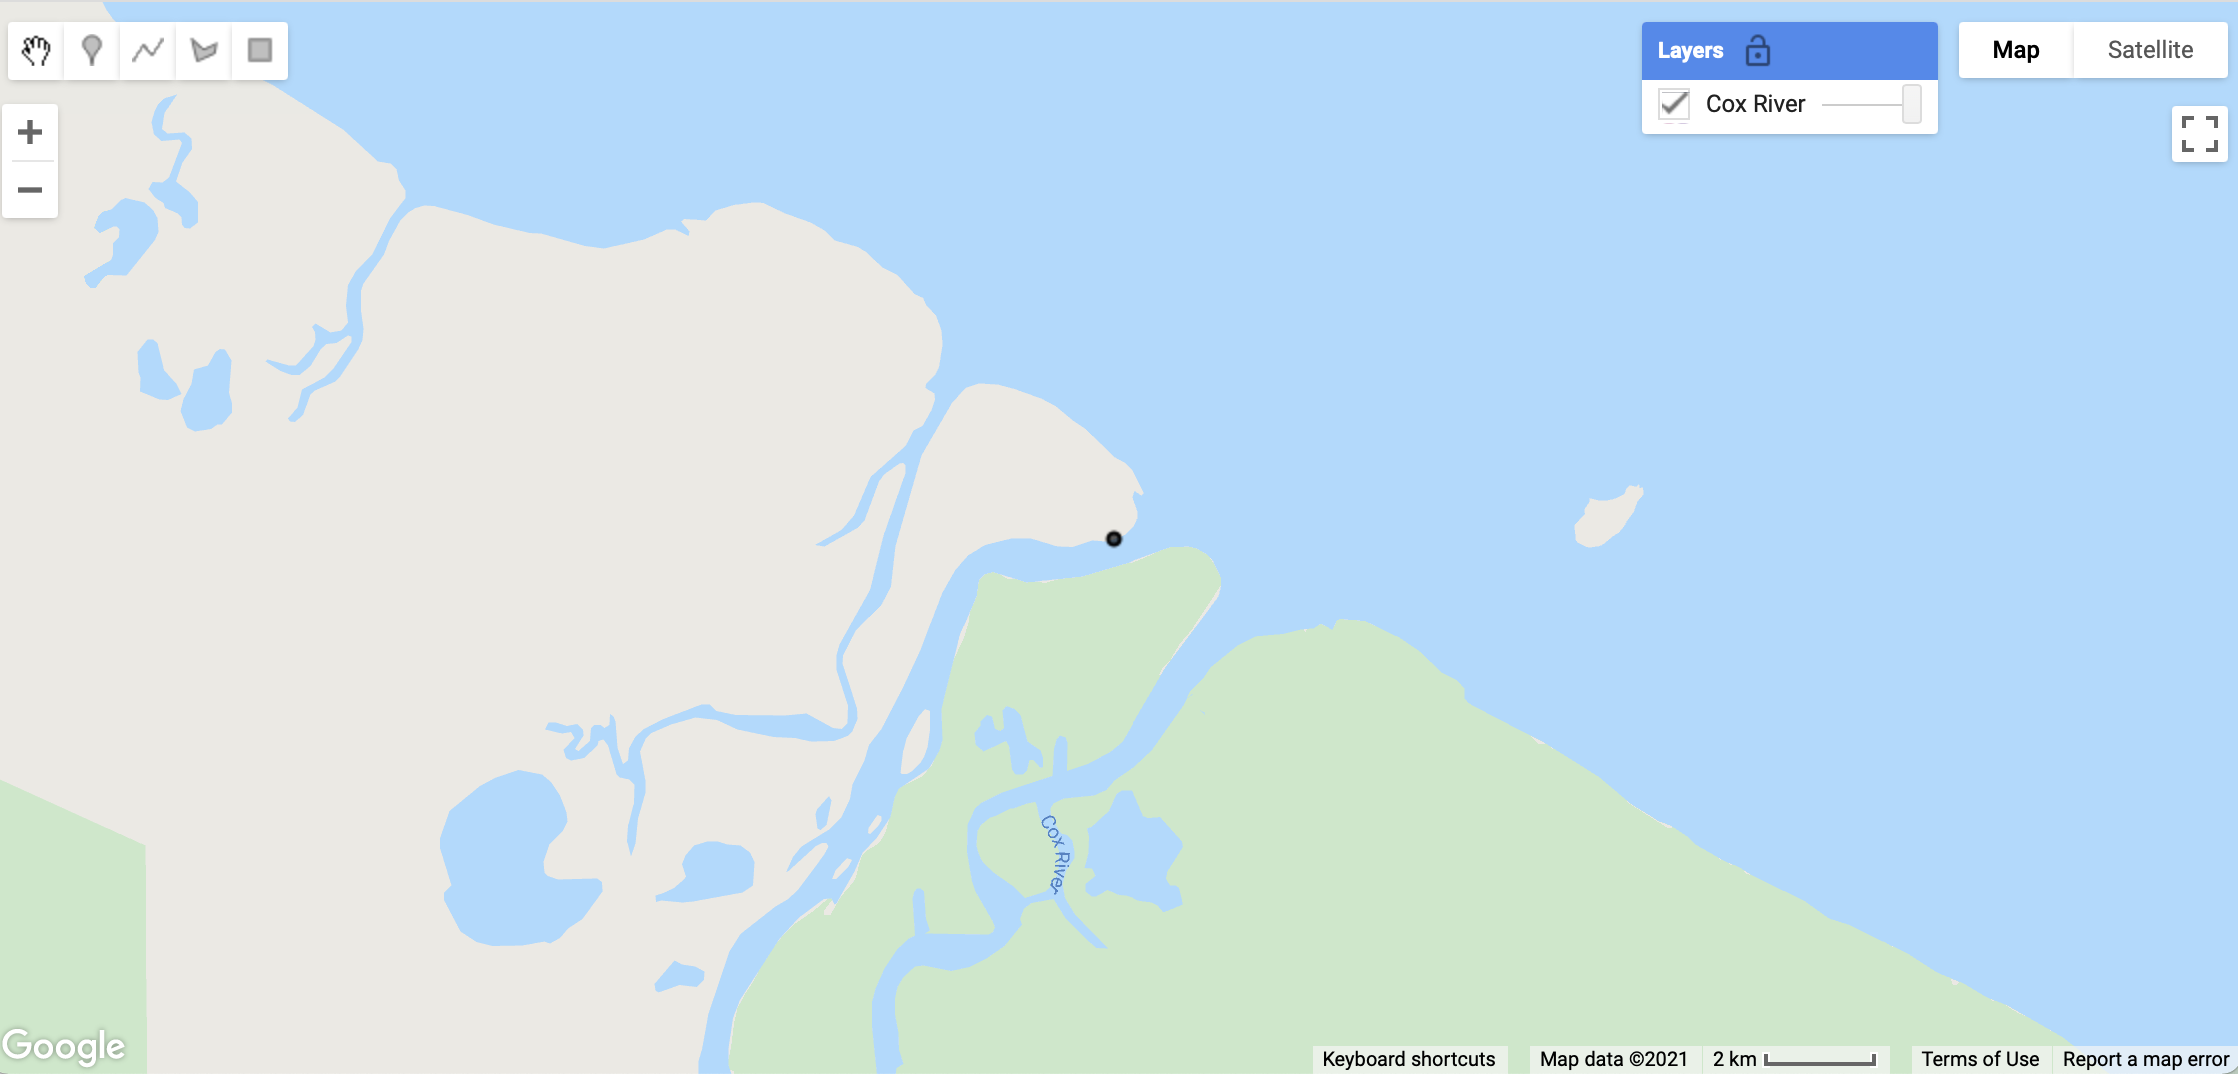 Layers
Map
Satellite
Cox River
Cox River
Google
Keyboard shortcuts
Map data ©2021
2 km
Terms of Use
Report a map error